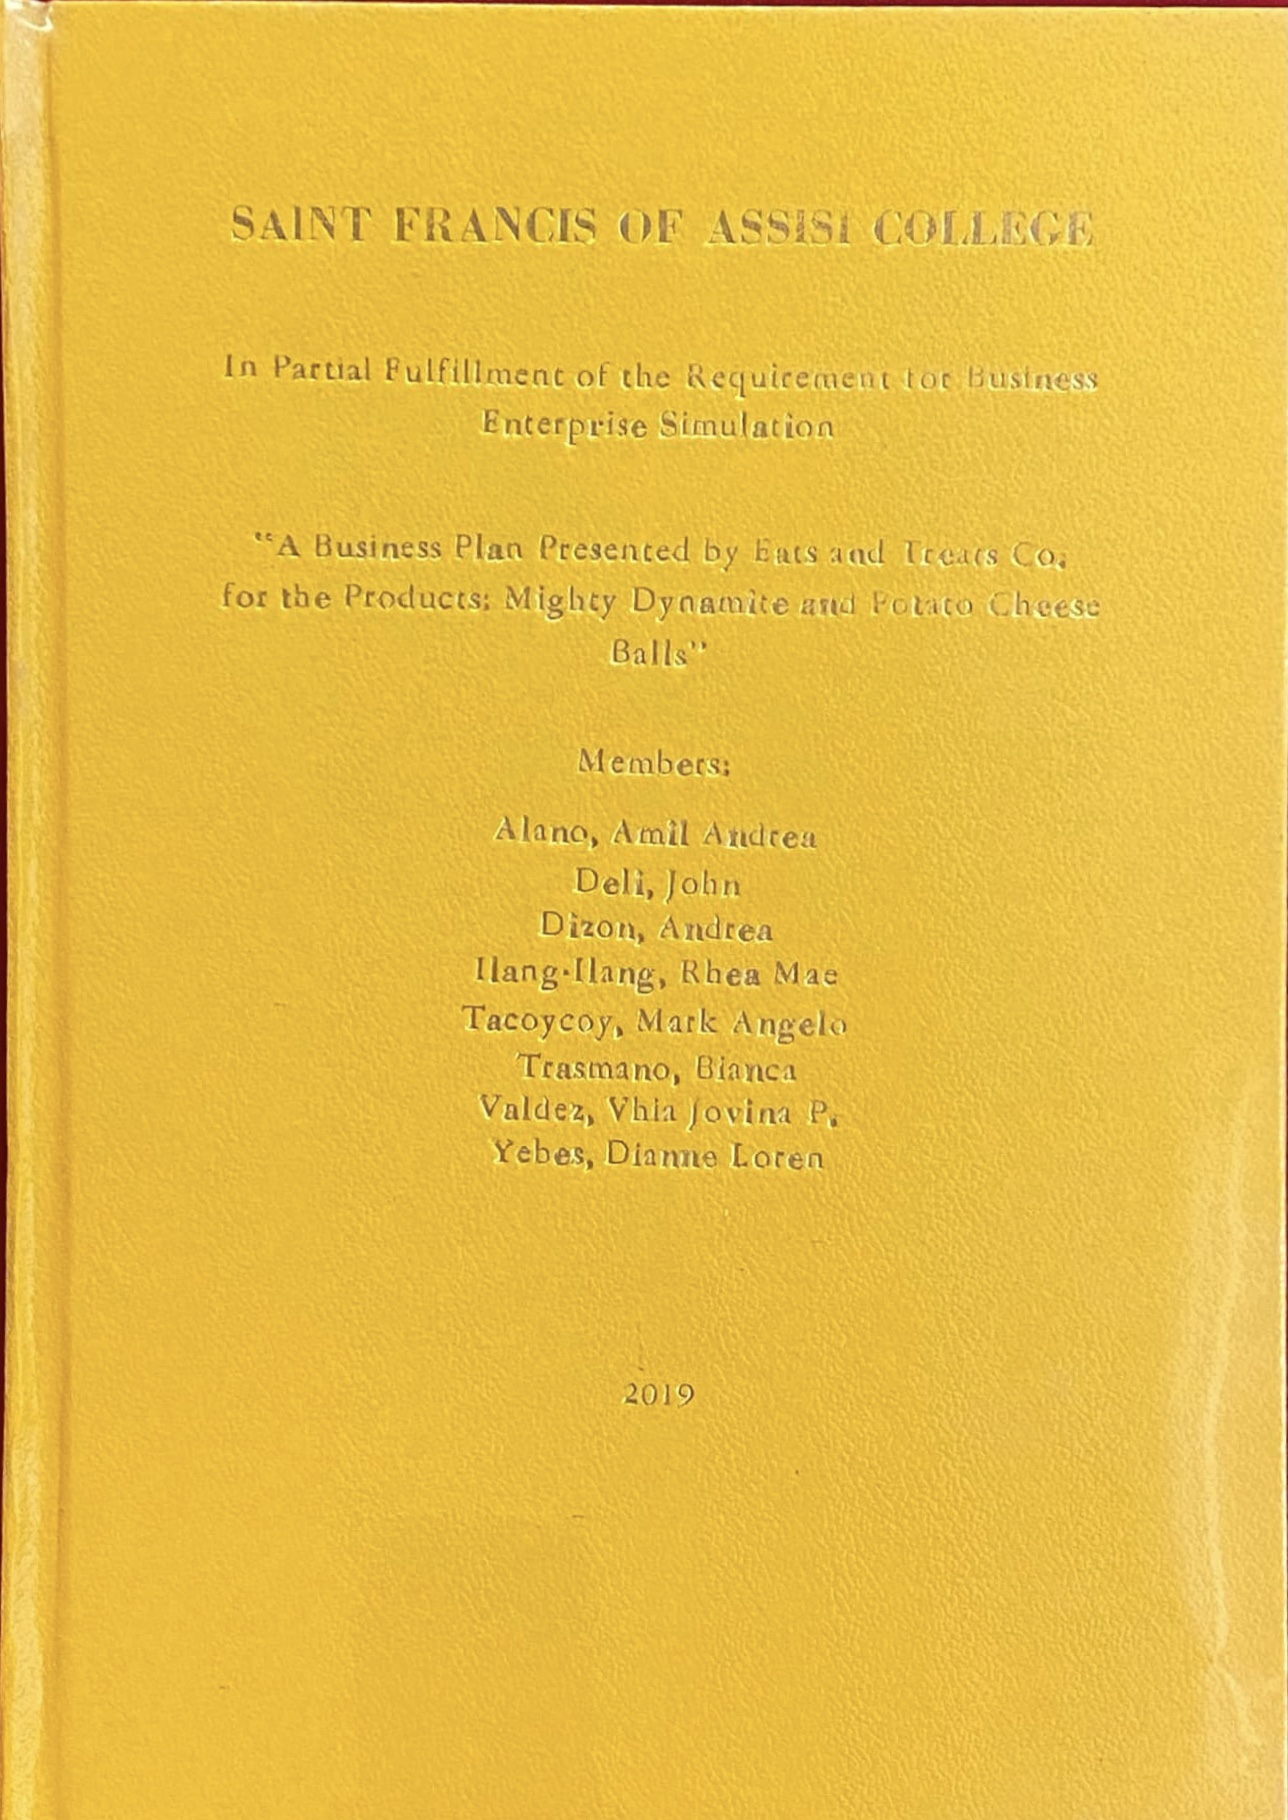 SAINT FRANCIS OF ASSISI COLLEGE
In Partial Fulfillment of the Requirement for Business
Enterprise Simulation
"A Business Plan Presented by Eats and Treats Co.
for the Products: Mighty Dynamite and Potato Cheese
Balls"
Members:
Alano, Amil Andrea
Deli, John
Dizon, Andrea
Ilang-Ilang, Rhea Mae
Tacoycoy, Mark Angelo
Trasmano, Bianca
Valdez, Vhia Jovina P.
Yebes, Dianne Loren
2019